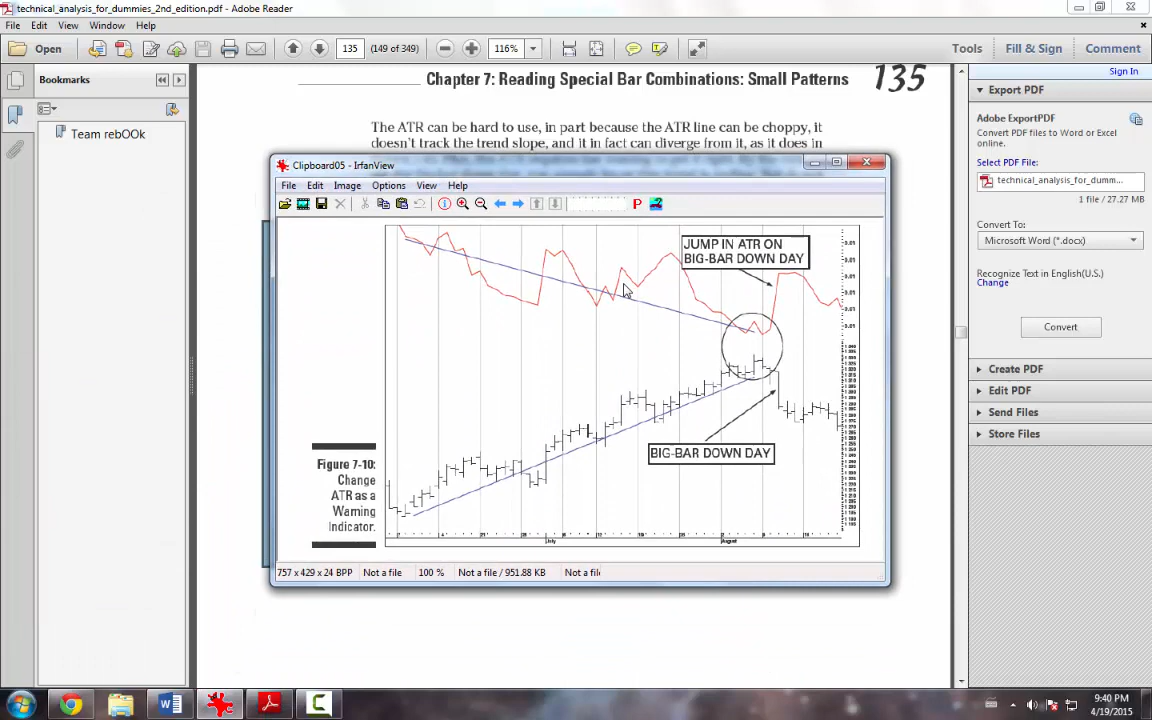 technical_analysis_for_dummies_2nd_edition.pdf - Adobe Reader
File Edit View Window Help
Open 135 (149 of 349) 116% Tools Fill & Sign Comment
Bookmarks
Team rebOOk
Chapter 7: Reading Special Bar Combinations: Small Patterns 135
The ATR can be hard to use, in part because the ATR line can be choppy, it
doesn't track the trend slope, and it in fact can diverge from it, as it does in
Clipboard05 - IrfanView
File Edit Image Options View Help
JUMP IN ATR ON
BIG-BAR DOWN DAY
BIG-BAR DOWN DAY
July August
Figure 7-10:
Change
ATR as a
Warning
Indicator.
757 x 429 x 24 BPP Not a file 100 % Not a file / 951.88 KB Not a file
Sign In
Export PDF
Adobe ExportPDF
Convert PDF files to Word or Excel
online.
Select PDF File:
technical_analysis_for_dumm...
1 file / 27.27 MB
Convert To:
Microsoft Word (*.docx)
Recognize Text in English(U.S.)
Change
Convert
Create PDF
Edit PDF
Send Files
Store Files
9:40 PM
4/19/2015